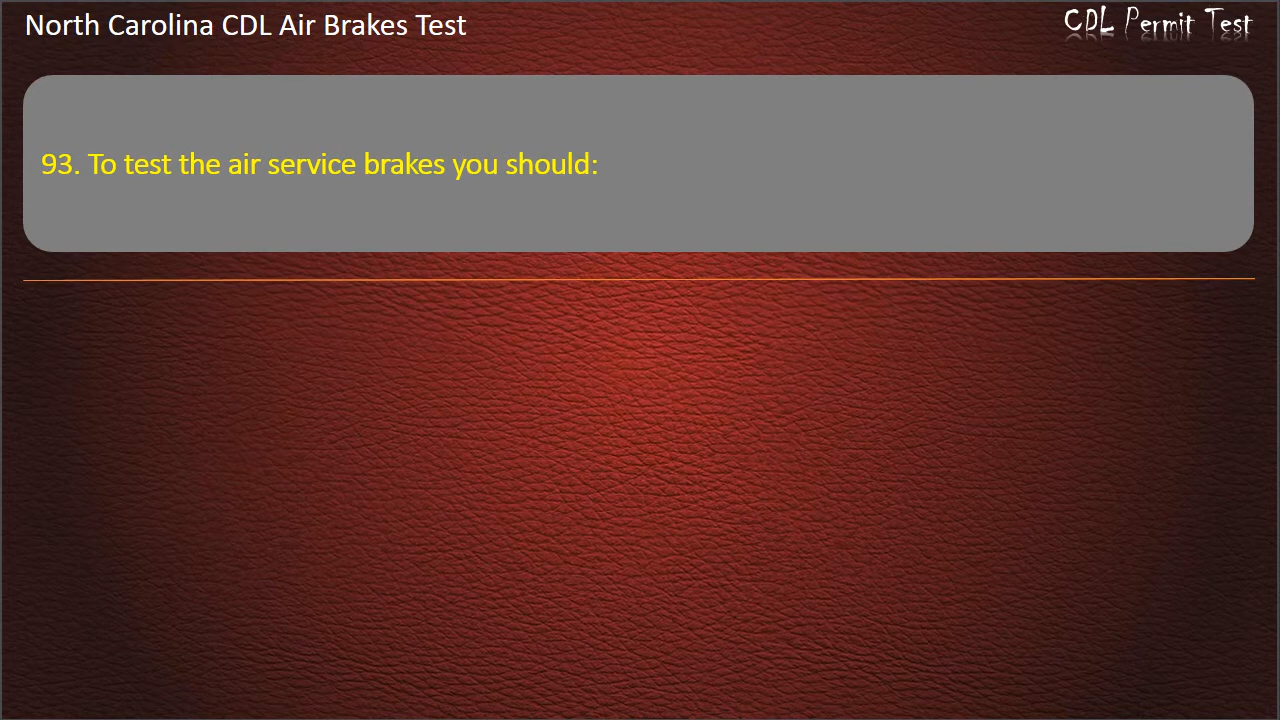 North Carolina CDL Air Brakes Test
CDL Permit Test
93. To test the air service brakes you should: